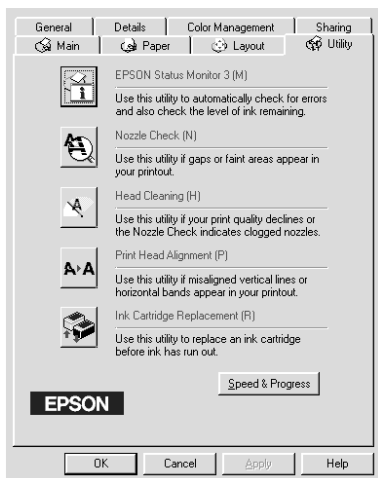 General Details Color Management Sharing
Main Paper Layout Utility
EPSON Status Monitor 3 (M)
Use this utility to automatically check for errors
and also check the level of ink remaining.
Nozzle Check (N)
Use this utility if gaps or faint areas appear in
your printout.
Head Cleaning (H)
Use this utility if your print quality declines or
the Nozzle Check indicates clogged nozzles.
Print Head Alignment (P)
Use this utility if misaligned vertical lines or
horizontal bands appear in your printout.
Ink Cartridge Replacement (R)
Use this utility to replace an ink cartridge
before ink has run out.
Speed & Progress
EPSON
OK Cancel Apply Help